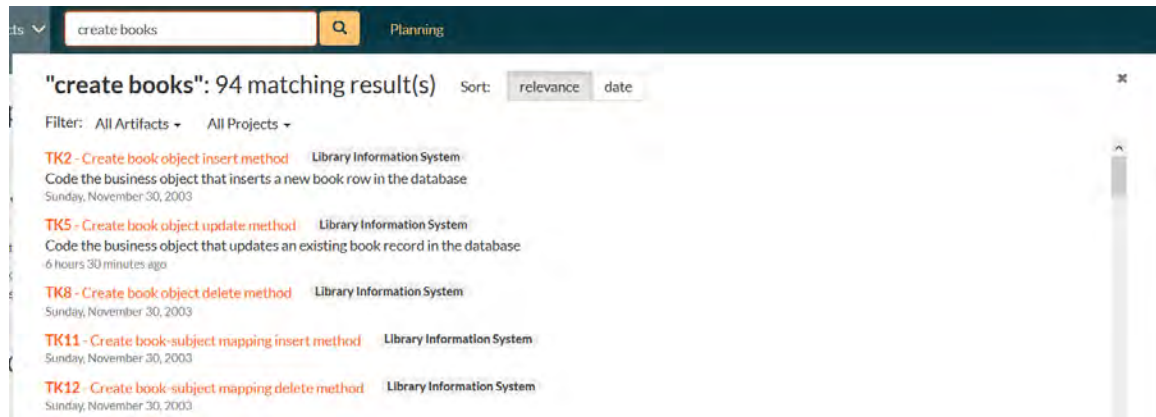 create books
Planning
"create books": 94 matching result(s) Sort: relevance date
Filter: All Artifacts All Projects
TK2 - Create book object insert method Library Information System
Code the business object that inserts a new book row in the database
Sunday, November 30, 2003
TK5 - Create book object update method Library Information System
Code the business object that updates an existing book record in the database
6 hours 30 minutes ago
TK8 - Create book object delete method Library Information System
Sunday, November 30, 2003
TK11 - Create book-subject mapping insert method Library Information System
Sunday, November 30, 2003
TK12 - Create book-subject mapping delete method Library Information System
Sunday, November 30, 2003